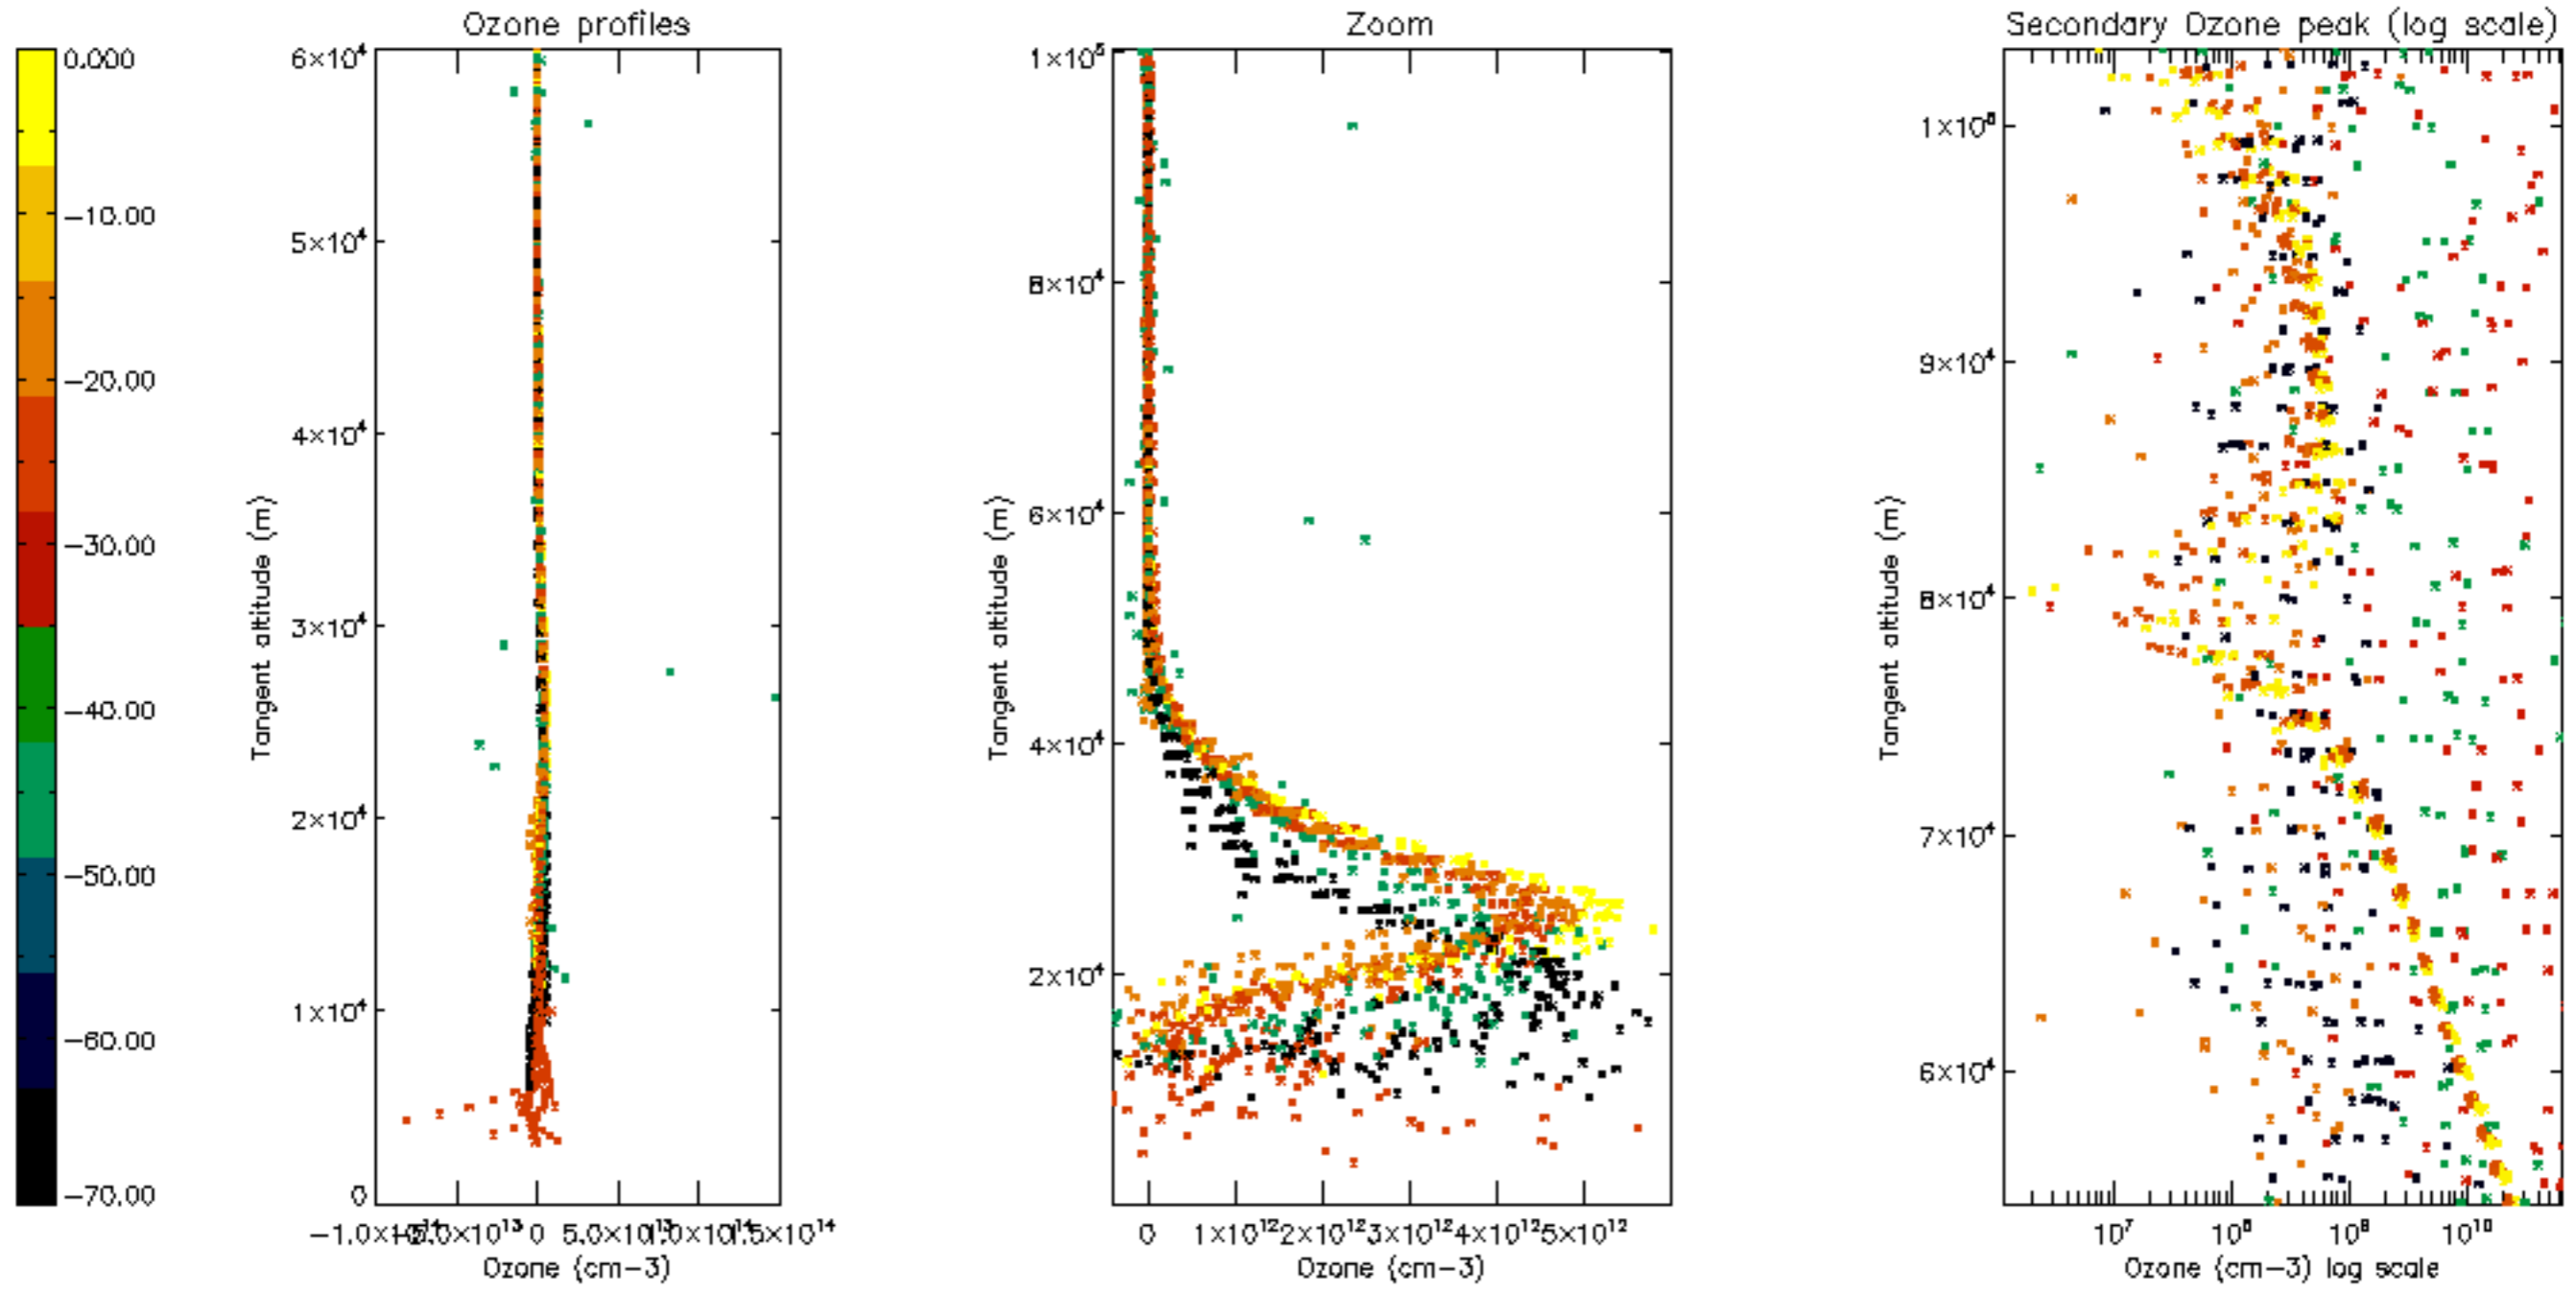 Ozone profiles
Zoom
Secondary Ozone peak (log scale)
0.000
−10.00
−20.00
−30.00
−40.00
−50.00
−60.00
−70.00
Tangent altitude (m)
6×10⁴
5×10⁴
4×10⁴
3×10⁴
2×10⁴
1×10⁴
0
0
Ozone (cm−3)
Tangent altitude (m)
1×10⁵
8×10⁴
6×10⁴
4×10⁴
2×10⁴
0 1×10¹² 2×10¹² 3×10¹² 4×10¹² 5×10¹²
Ozone (cm−3)
Tangent altitude (m)
1×10⁵
9×10⁴
8×10⁴
7×10⁴
6×10⁴
10⁷ 10⁸ 10⁹ 10¹⁰
Ozone (cm−3) log scale